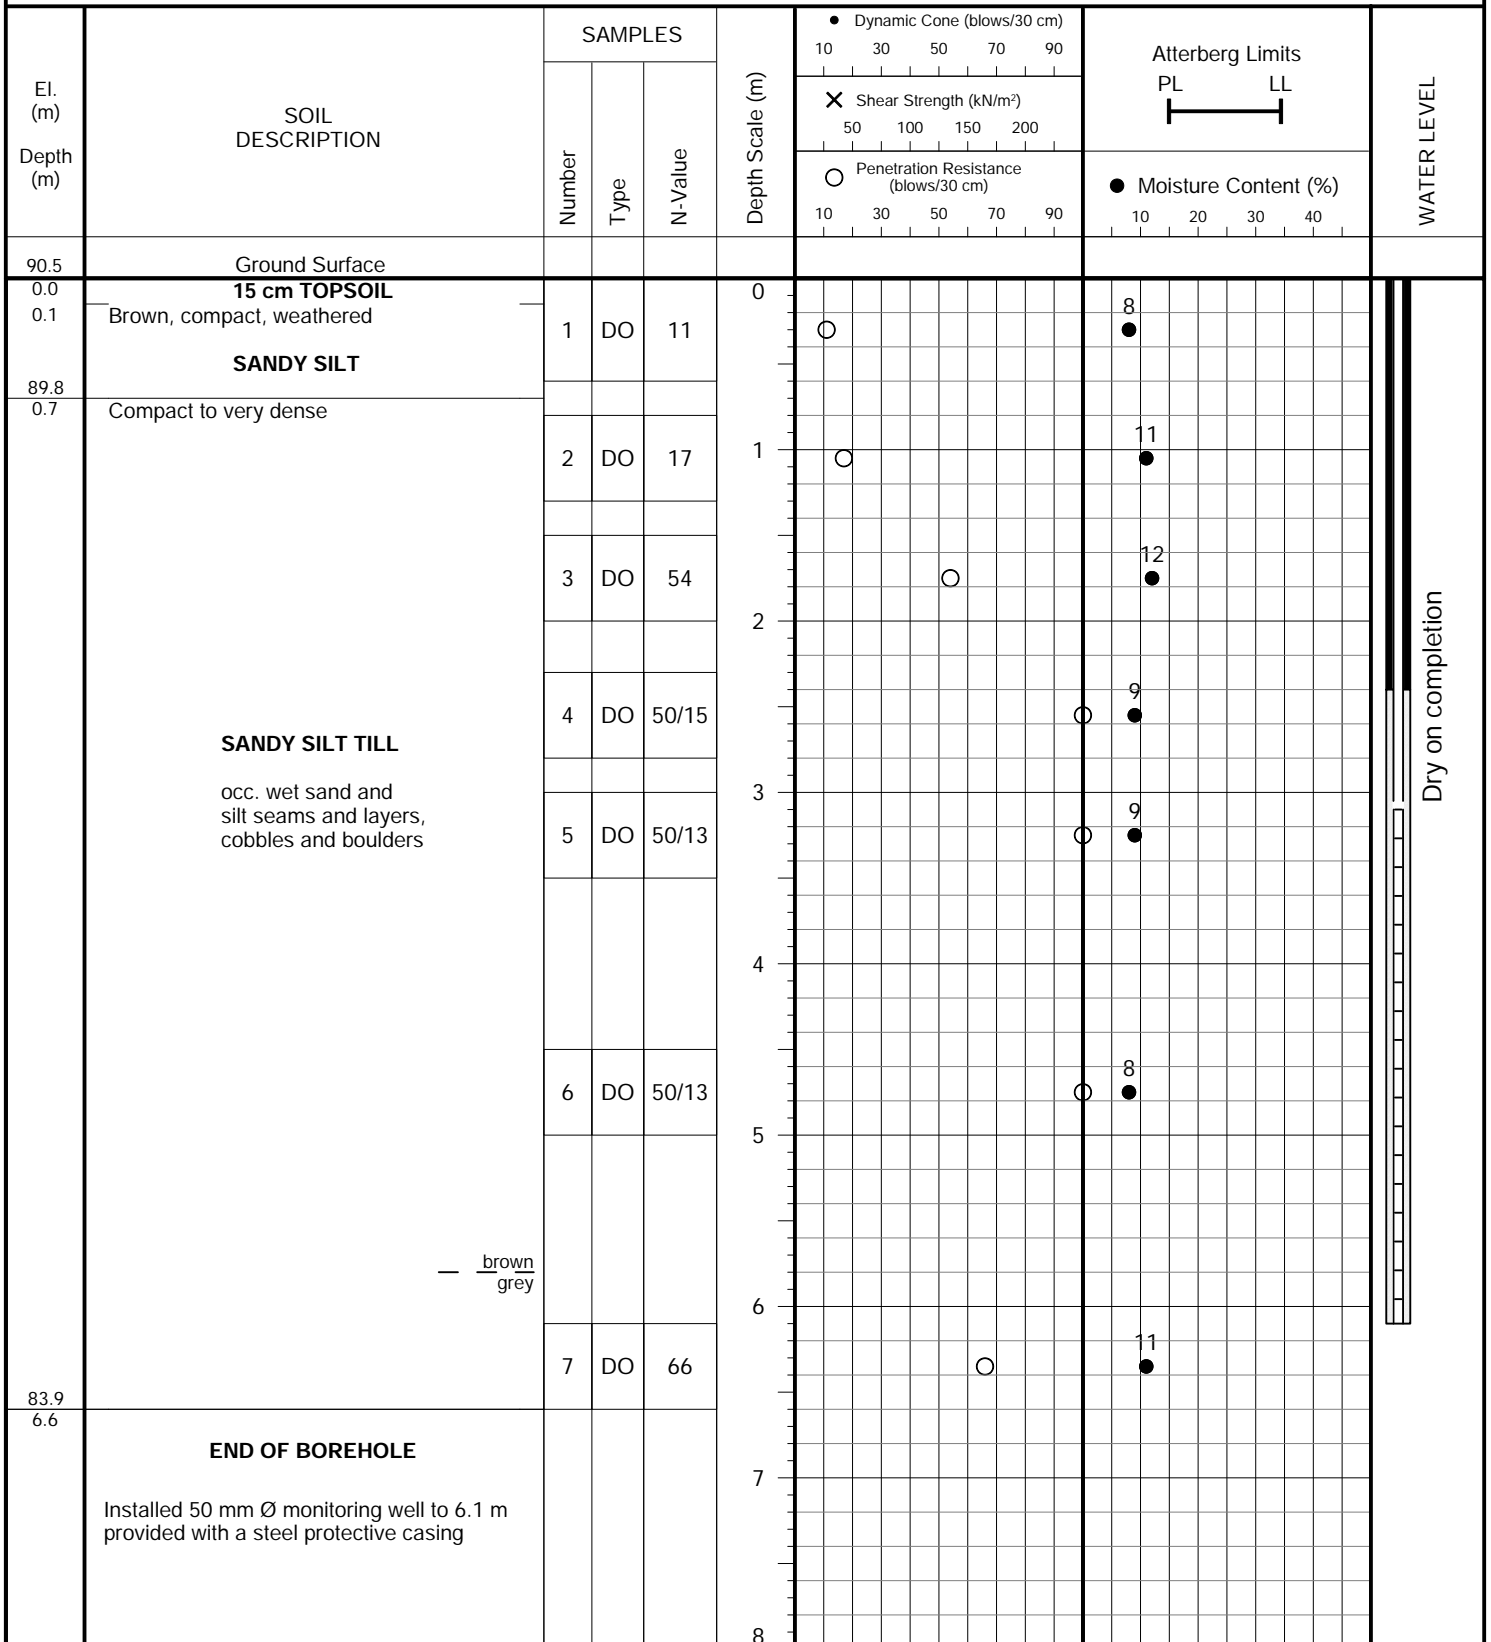 El.
(m)
Depth
(m)
SOIL
DESCRIPTION
SAMPLES
Number
Type
N-Value
Depth Scale (m)
Dynamic Cone (blows/30 cm)
10 30 50 70 90
Shear Strength (kN/m²)
50 100 150 200
Penetration Resistance
(blows/30 cm)
10 30 50 70 90
Atterberg Limits
PL LL
Moisture Content (%)
10 20 30 40
WATER LEVEL
90.5 Ground Surface
0.0 15 cm TOPSOIL 0
0.1 Brown, compact, weathered
1 DO 11 8
SANDY SILT
89.8
0.7 Compact to very dense
11
2 DO 17 1
12
3 DO 54
2
9
4 DO 50/15
SANDY SILT TILL
occ. wet sand and
silt seams and layers,
cobbles and boulders
3
9
5 DO 50/13
Dry on completion
4
8
6 DO 50/13
5
brown
grey
6
11
7 DO 66
83.9
6.6
END OF BOREHOLE
7
Installed 50 mm Ø monitoring well to 6.1 m
provided with a steel protective casing
8